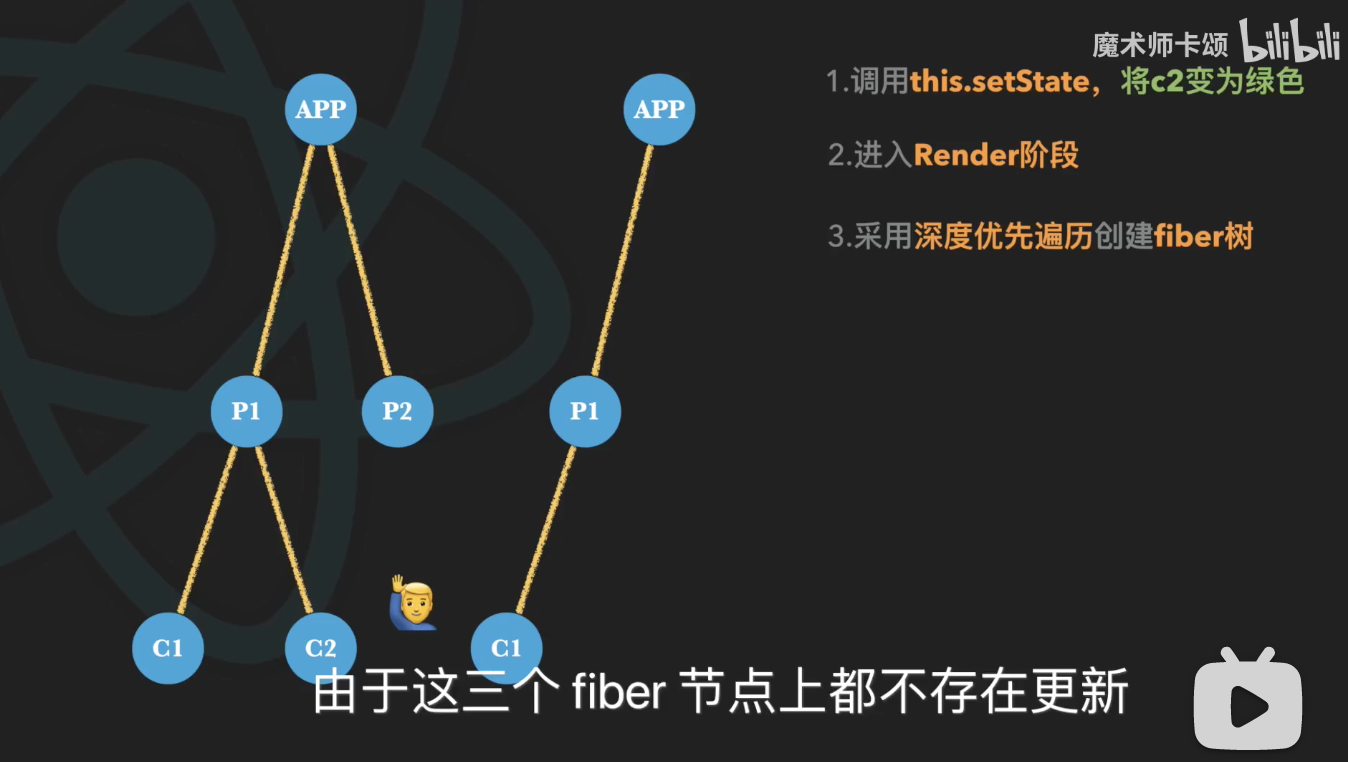 魔术师卡颂 bilibili
1.调用this.setState，将c2变为绿色
2.进入Render阶段
3.采用深度优先遍历创建fiber树
APP
APP
P1
P2
P1
C1
C2
C1
由于这三个 fiber 节点上都不存在更新